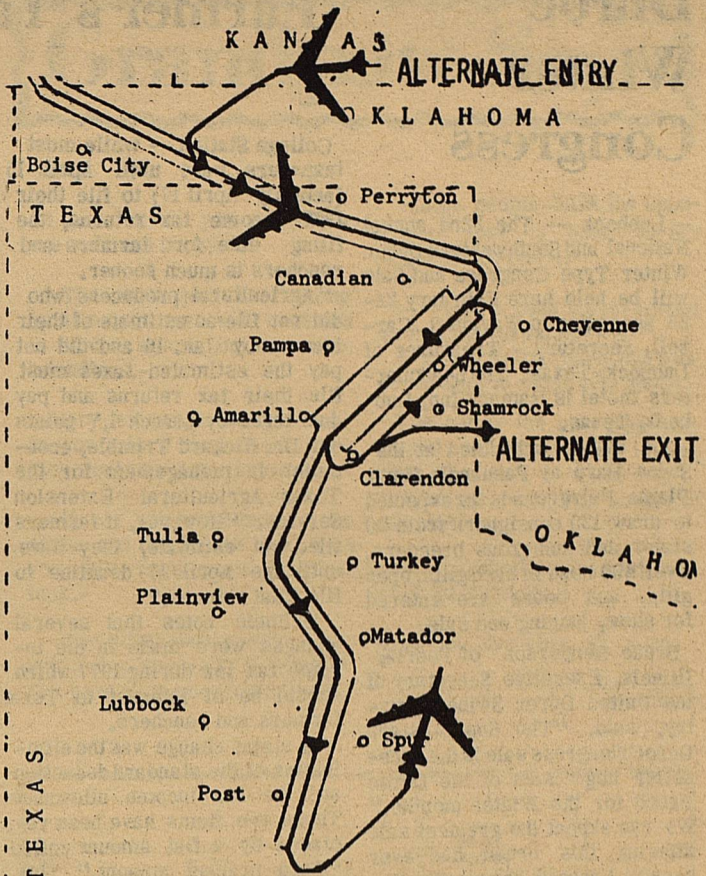 KANSAS
ALTERNATE ENTRY
OKLAHOMA
Boise City
Perryton
TEXAS
Canadian
Cheyenne
Pampa
Wheeler
Amarillo
Shamrock
ALTERNATE EXIT
Clarendon
OKLAHOM
Tulia
Turkey
Plainview
Matador
Lubbock
Spur
TEXAS
Post